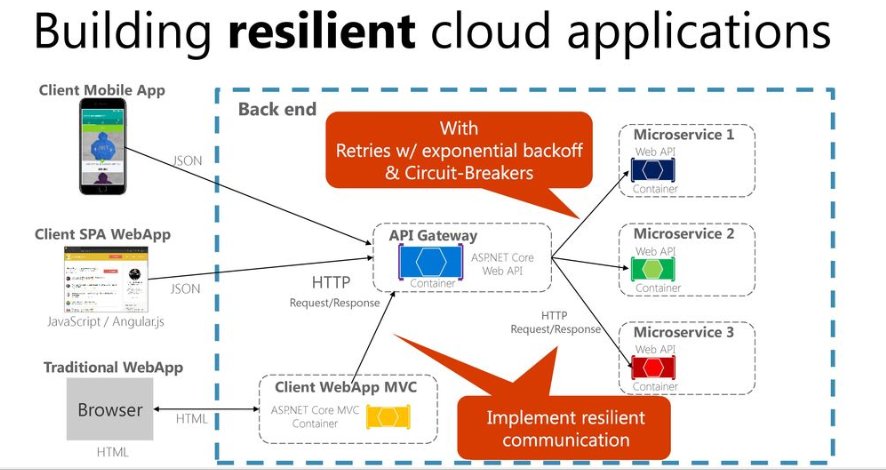 Building resilient cloud applications
Client Mobile App
JSON
Client SPA WebApp
JSON
JavaScript / Angular.js
Traditional WebApp
Browser
HTML
HTML
Back end
With
Retries w/ exponential backoff
& Circuit-Breakers
API Gateway
ASP.NET Core
Web API
Container
HTTP
Request/Response
HTTP
Request/Response
Client WebApp MVC
ASP.NET Core MVC
Container
Implement resilient
communication
Microservice 1
Web API
Container
Microservice 2
Web API
Container
Microservice 3
Web API
Container